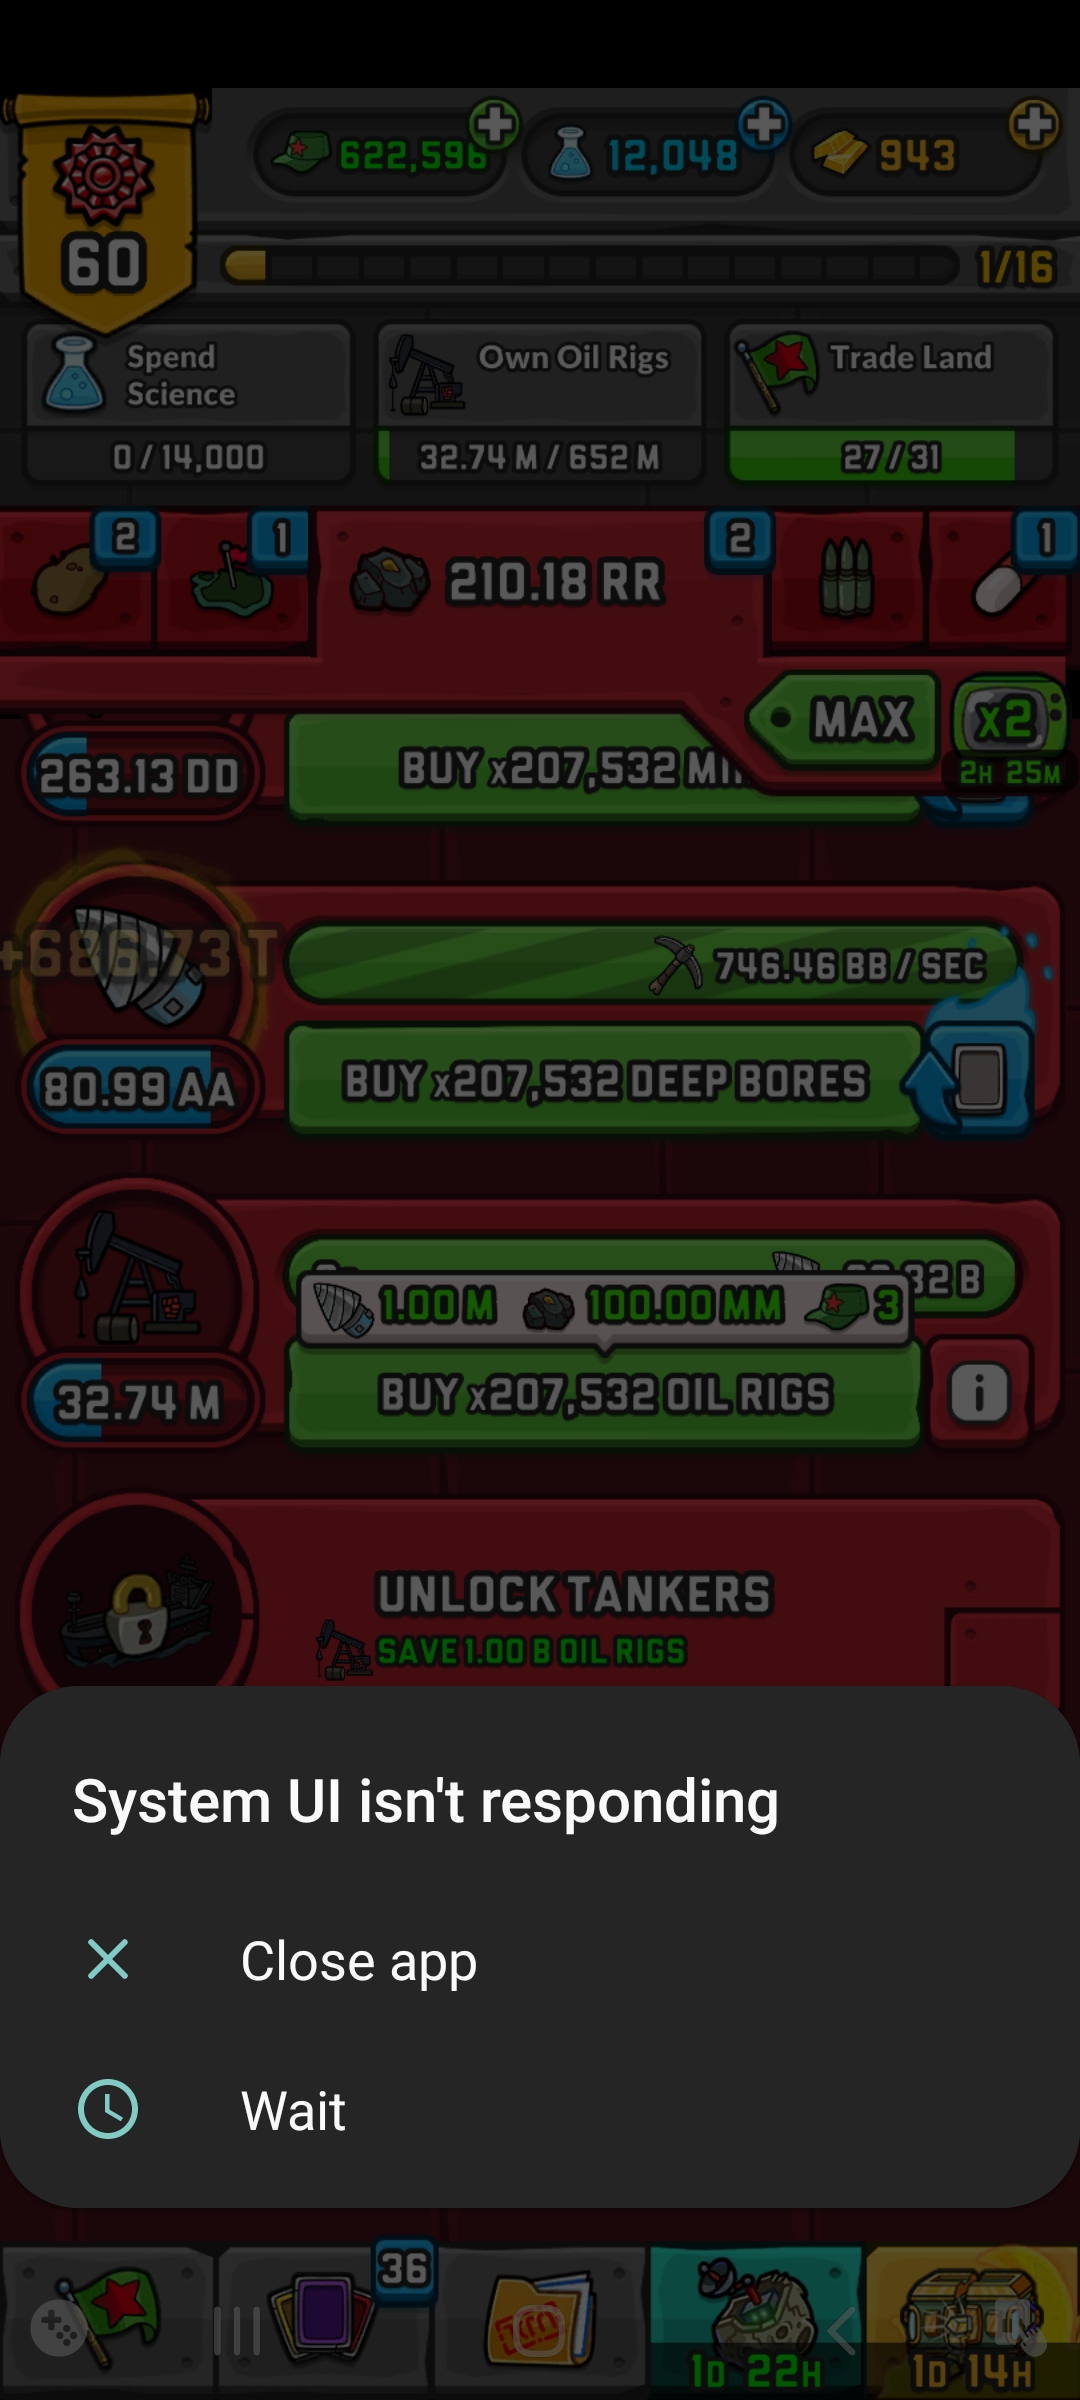 622,596
12,048
943
60
1/16
Spend
Science
Own Oil Rigs
Trade Land
0 / 14,000
32.74 M / 652 M
27 / 31
2
1
210.18 RR
2
1
MAX
x2
2H 25M
263.13 DD
BUY x207,532
+686.73 T
746.46 BB / SEC
80.99 AA
BUY x207,532 DEEP BORES
32 B
1.00 M
100.00 MM
3
32.74 M
BUY x207,532 OIL RIGS
UNLOCK TANKERS
SAVE 1.00 B OIL RIGS
System UI isn't responding
Close app
Wait
36
1D 22H
1D 14H